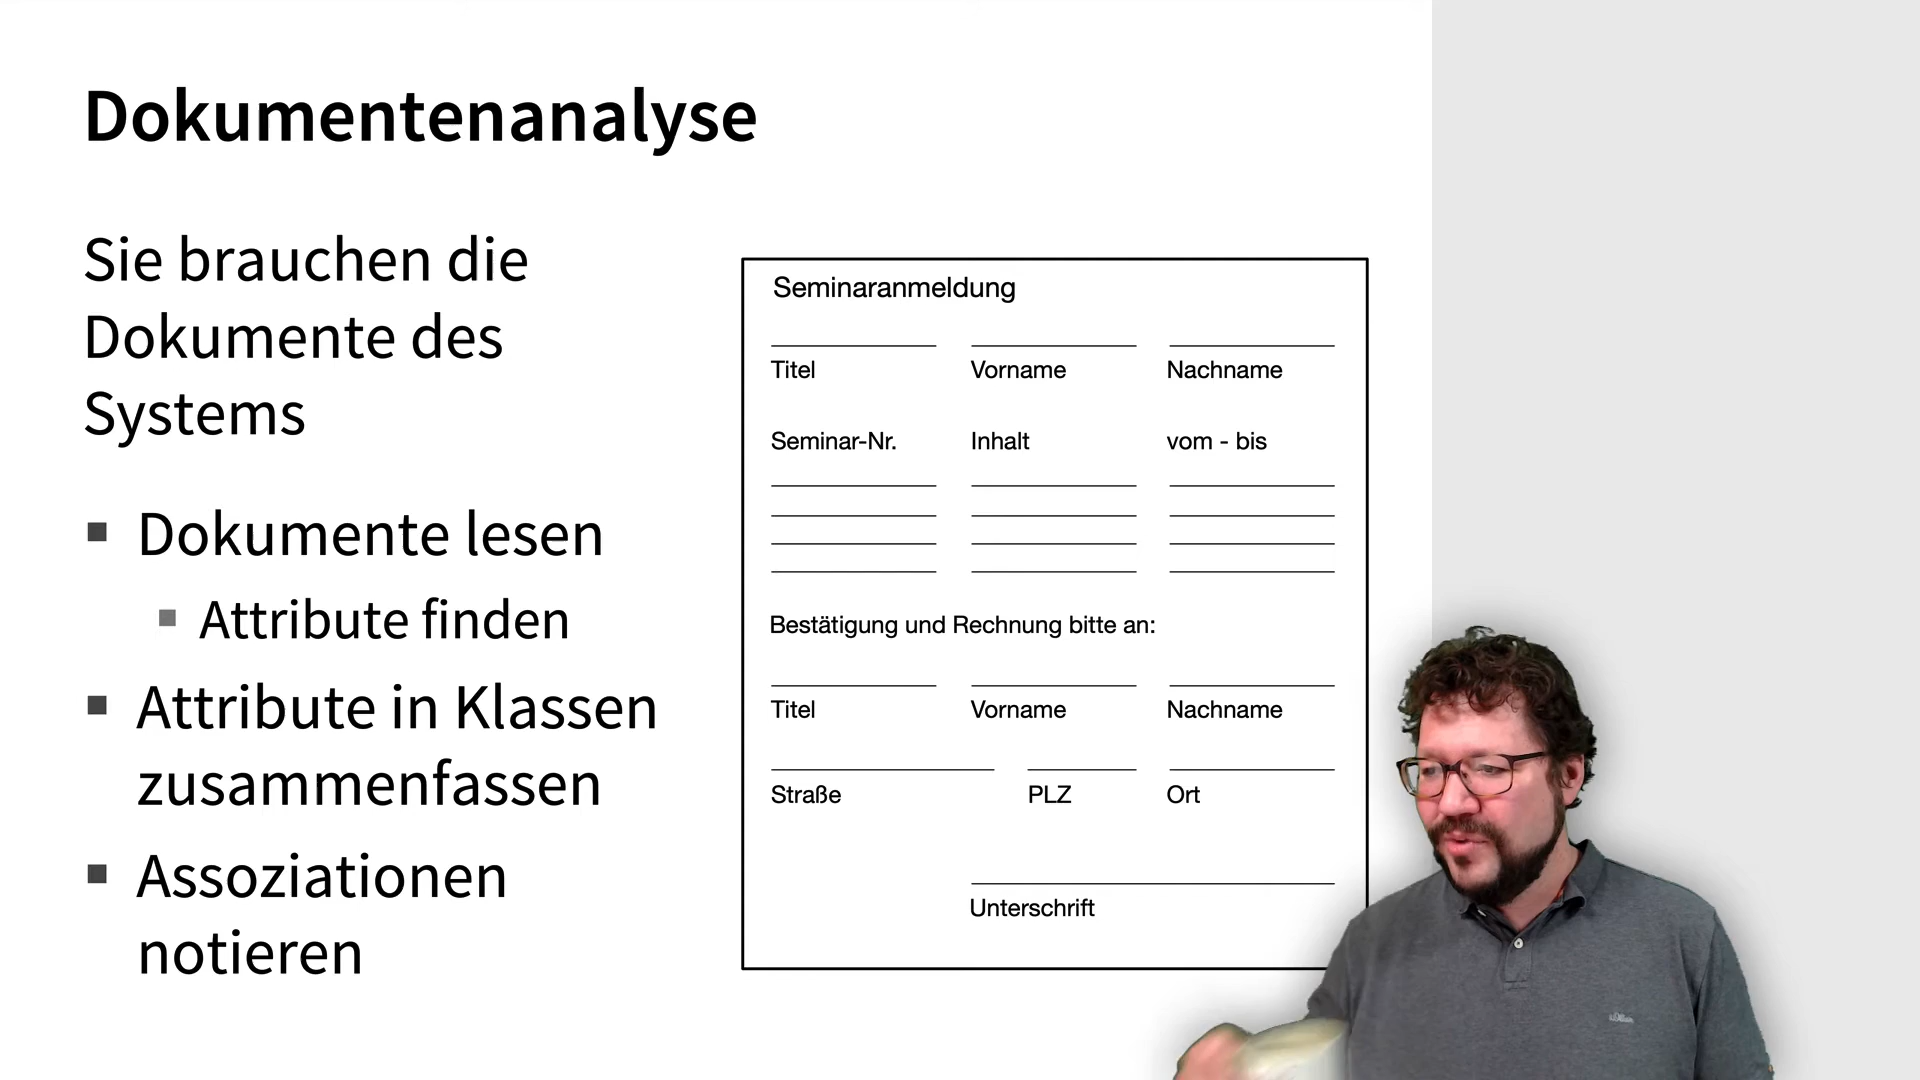 Dokumentenanalyse
Sie brauchen die
Dokumente des
Systems
Dokumente lesen
Attribute finden
Attribute in Klassen
zusammenfassen
Assoziationen
notieren
Seminaranmeldung
Titel Vorname Nachname
Seminar-Nr. Inhalt vom - bis
Bestätigung und Rechnung bitte an:
Titel Vorname Nachname
Straße PLZ Ort
Unterschrift